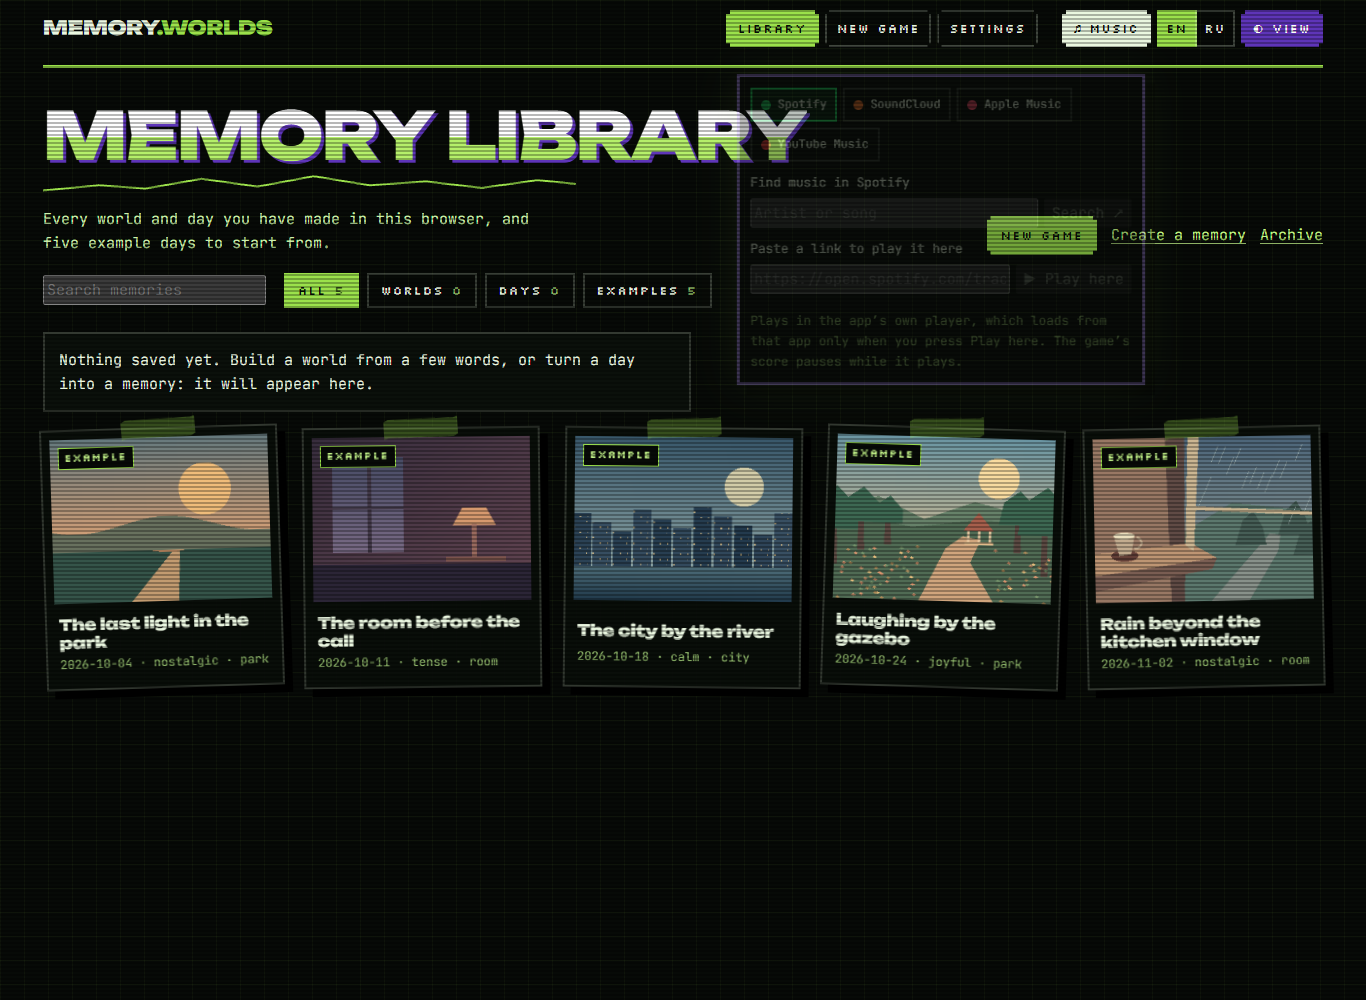 MEMORY.WORLDS
LIBRARY
NEW GAME
SETTINGS
♫ MUSIC
EN
RU
◐ VIEW
MEMORY LIBRARY
Every world and day you have made in this browser, and
five example days to start from.
Spotify
SoundCloud
Apple Music
YouTube Music
Find music in Spotify
Artist or song
Search ↗
Paste a link to play it here
https://open.spotify.com/trac
▶ Play here
Plays in the app's own player, which loads from
that app only when you press Play here. The game's
score pauses while it plays.
NEW GAME
Create a memory
Archive
Search memories
ALL 5
WORLDS 0
DAYS 0
EXAMPLES 5
Nothing saved yet. Build a world from a few words, or turn a day
into a memory: it will appear here.
EXAMPLE
The last light in the
park
2026-10-04 · nostalgic · park
EXAMPLE
The room before the
call
2026-10-11 · tense · room
EXAMPLE
The city by the river
2026-10-18 · calm · city
EXAMPLE
Laughing by the
gazebo
2026-10-24 · joyful · park
EXAMPLE
Rain beyond the
kitchen window
2026-11-02 · nostalgic · room